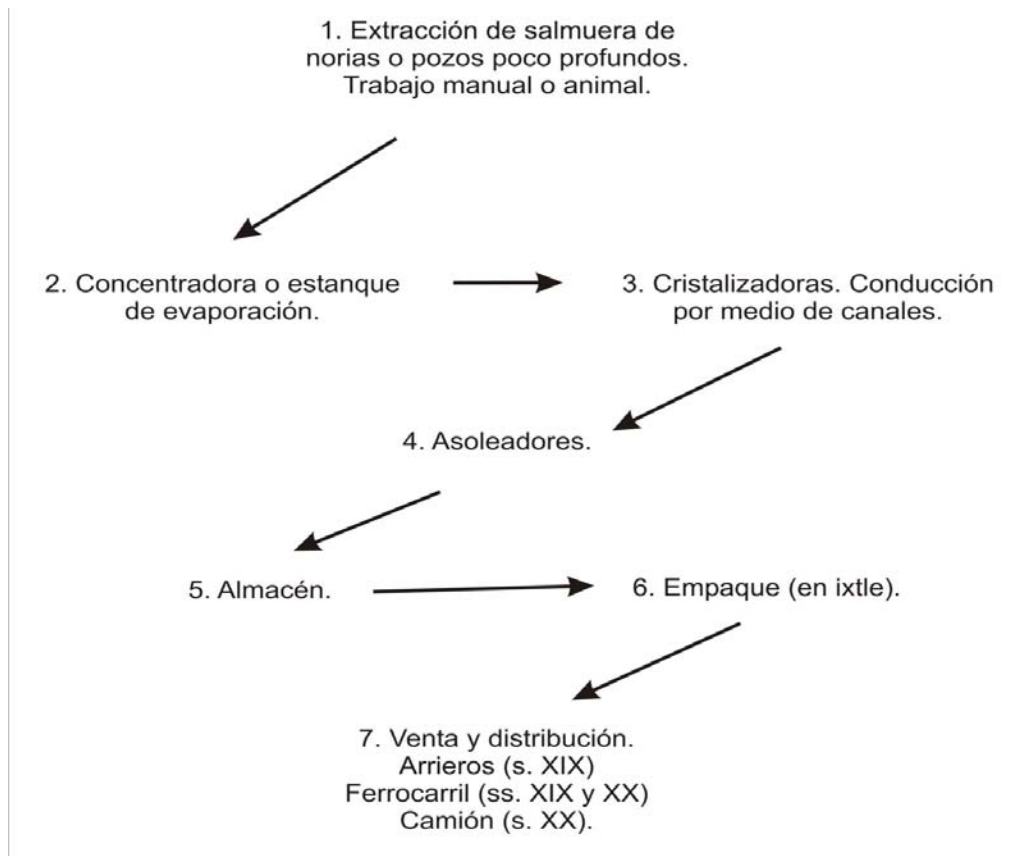 1. Extracción de salmuera de
norias o pozos poco profundos.
Trabajo manual o animal.
2. Concentradora o estanque
de evaporación.
3. Cristalizadoras. Conducción
por medio de canales.
4. Asoleadores.
5. Almacén.
6. Empaque (en ixtle).
7. Venta y distribución.
Arrieros (s. XIX)
Ferrocarril (ss. XIX y XX)
Camión (s. XX).